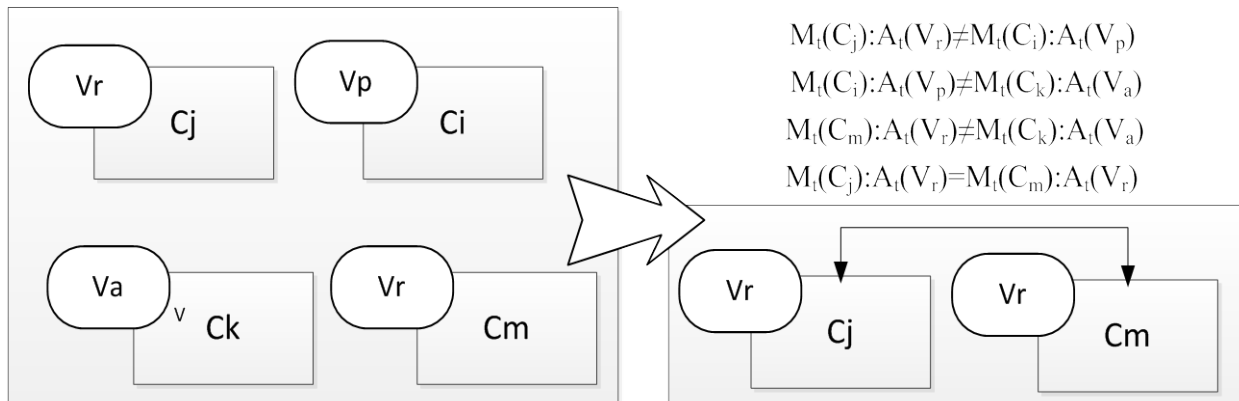 Vr
Cj
Vp
Ci
Va
V
Ck
Vr
Cm
Mₜ(Cⱼ):Aₜ(Vᵣ)≠Mₜ(Cᵢ):Aₜ(Vₚ)
Mₜ(Cᵢ):Aₜ(Vₚ)≠Mₜ(Cₖ):Aₜ(Vₐ)
Mₜ(Cₘ):Aₜ(Vᵣ)≠Mₜ(Cₖ):Aₜ(Vₐ)
Mₜ(Cⱼ):Aₜ(Vᵣ)=Mₜ(Cₘ):Aₜ(Vᵣ)
Vr
Cj
Vr
Cm